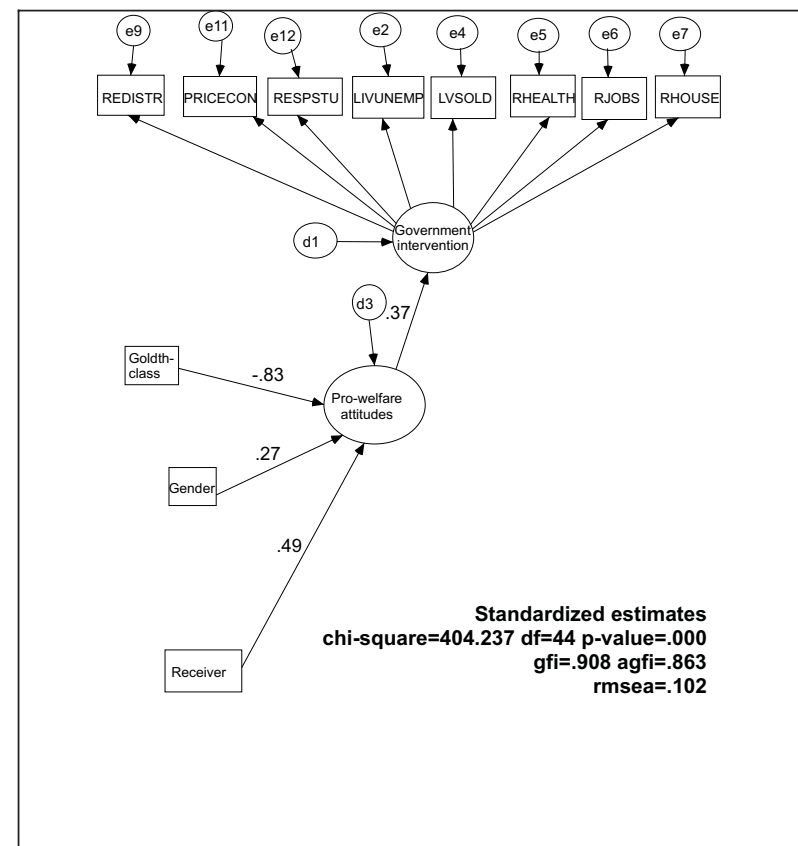 e9 e11 e12 e2 e4 e5 e6 e7
REDISTR PRICECON RESPSTU LIVUNEMP LVSOLD RHEALTH RJOBS RHOUSE
Government
intervention
d1
d3
.37
Goldth-
class
-.83
Pro-welfare
attitudes
.27
Gender
.49
Standardized estimates
chi-square=404.237 df=44 p-value=.000
gfi=.908 agfi=.863
rmsea=.102
Receiver